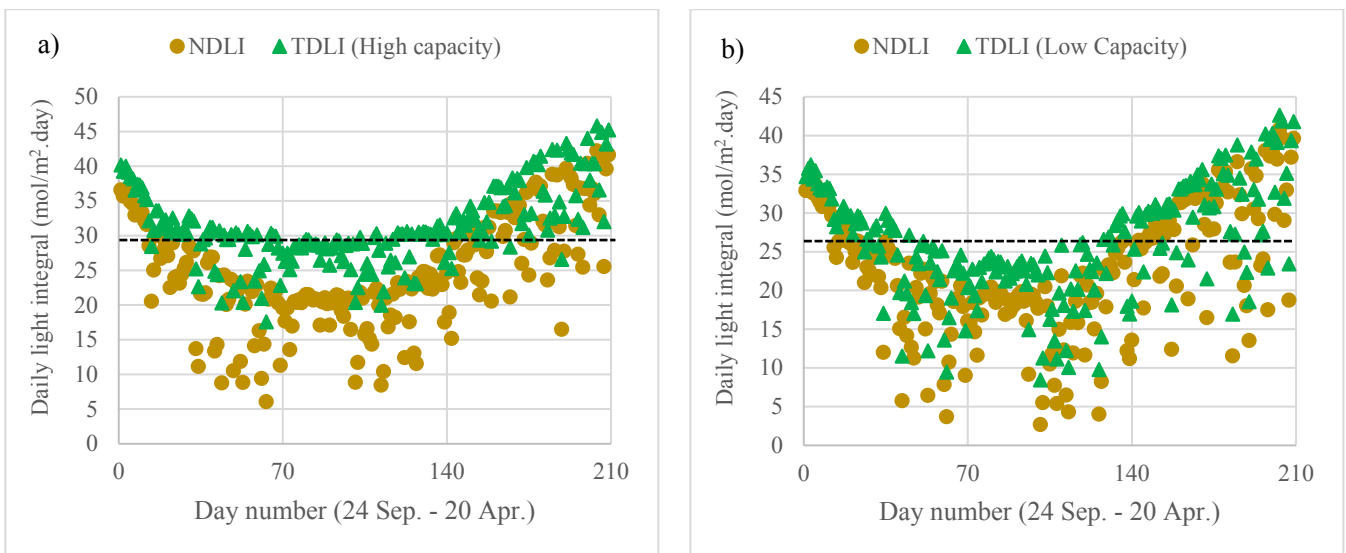 a)
NDLI TDLI (High capacity)
Daily light integral (mol/m².day)
50
45
40
35
30
25
20
15
10
5
0
0 70 140 210
Day number (24 Sep. - 20 Apr.)
b)
NDLI TDLI (Low Capacity)
Daily light integral (mol/m².day)
45
40
35
30
25
20
15
10
5
0
0 70 140 210
Day number (24 Sep. - 20 Apr.)